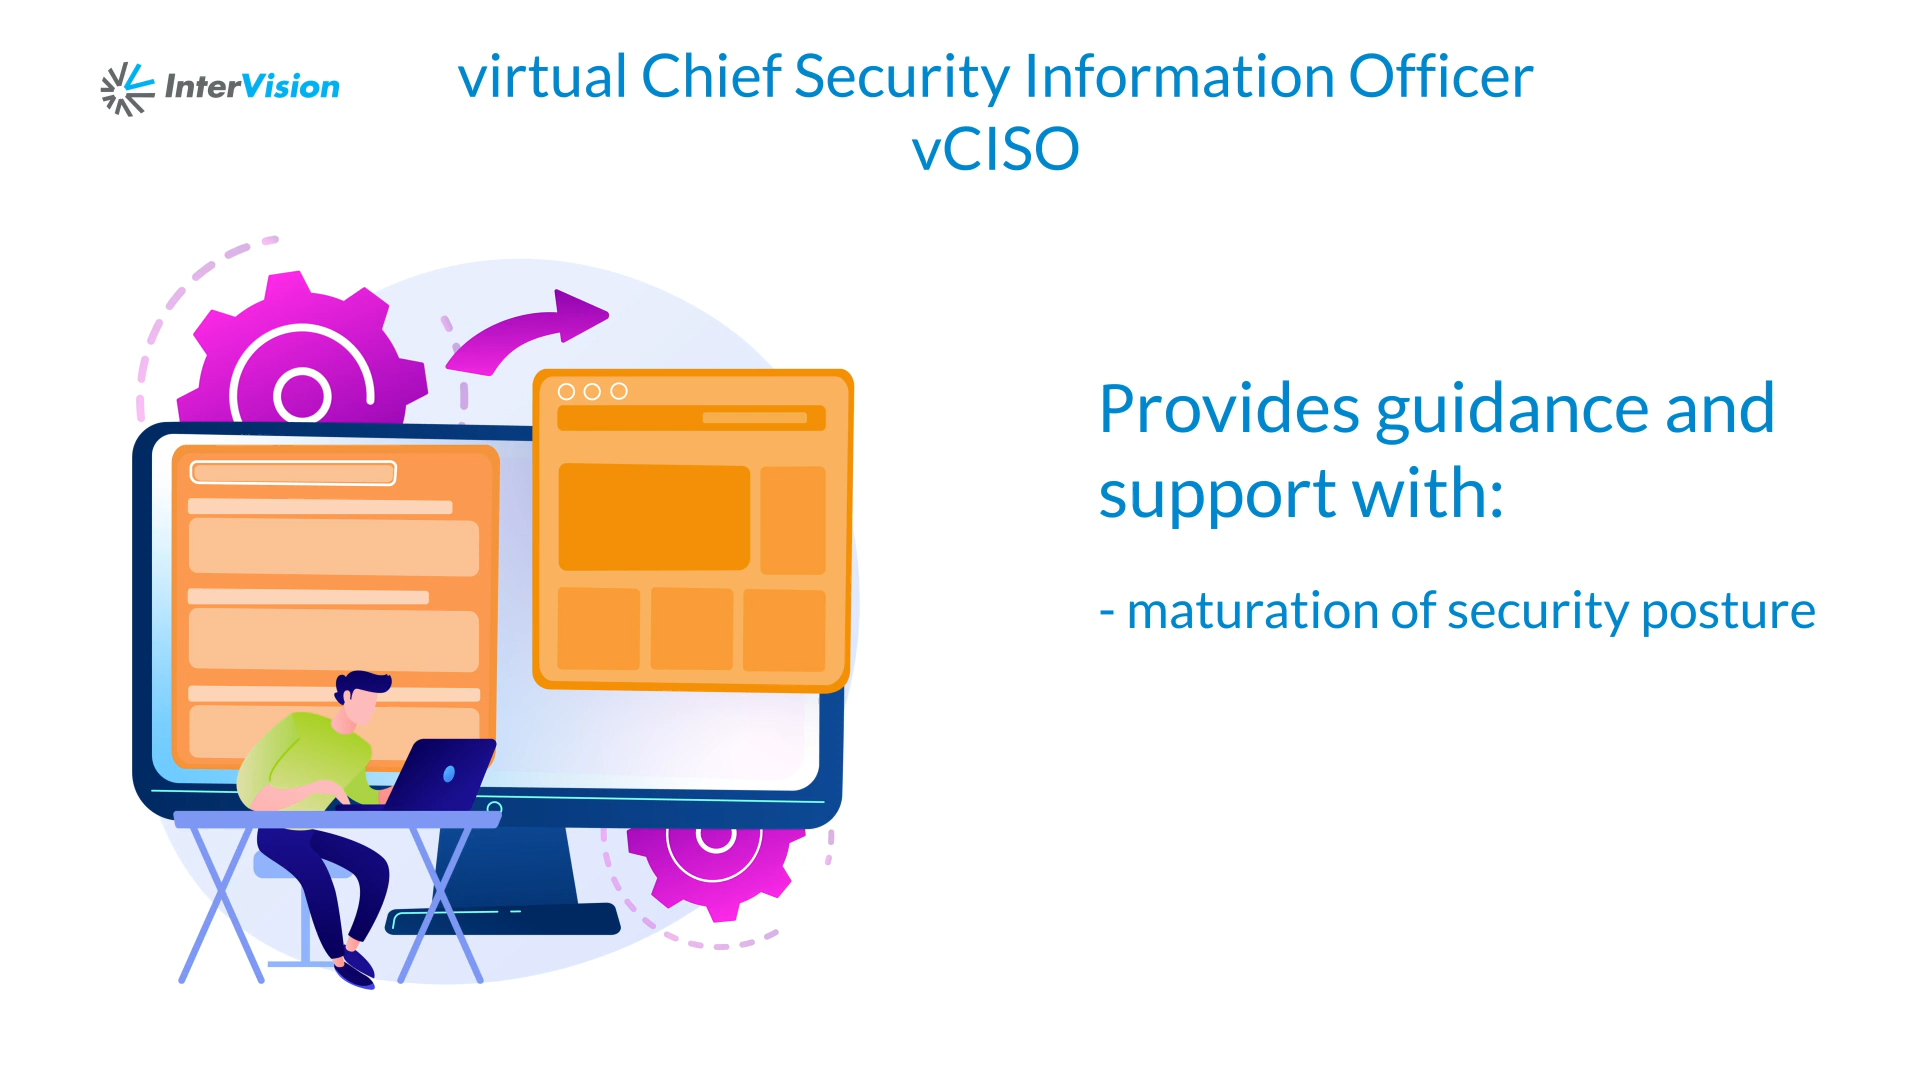 InterVision
virtual Chief Security Information Officer
vCISO
Provides guidance and
support with:
- maturation of security posture